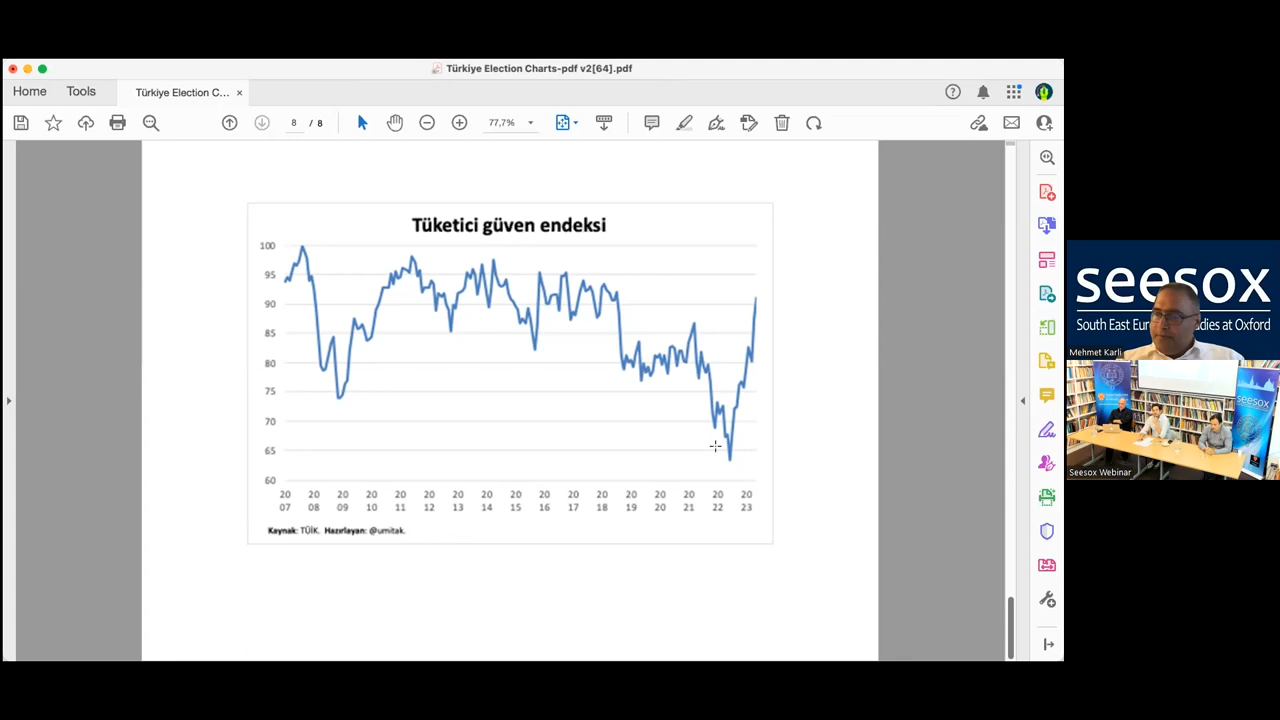 Türkiye Election Charts-pdf v2[64].pdf
Home Tools Türkiye Election C... ×
8 / 8 77,7%
Tüketici güven endeksi
100
95
90
85
80
75
70
65
60
20 20 20 20 20 20 20 20 20 20 20 20 20 20 20 20 20
07 08 09 10 11 12 13 14 15 16 17 18 19 20 21 22 23
Kaynak: TÜİK. Hazırlayan: @umitak.
seesox
South East Eur dies at Oxford
Mehmet Karli
seesox
Seesox Webinar